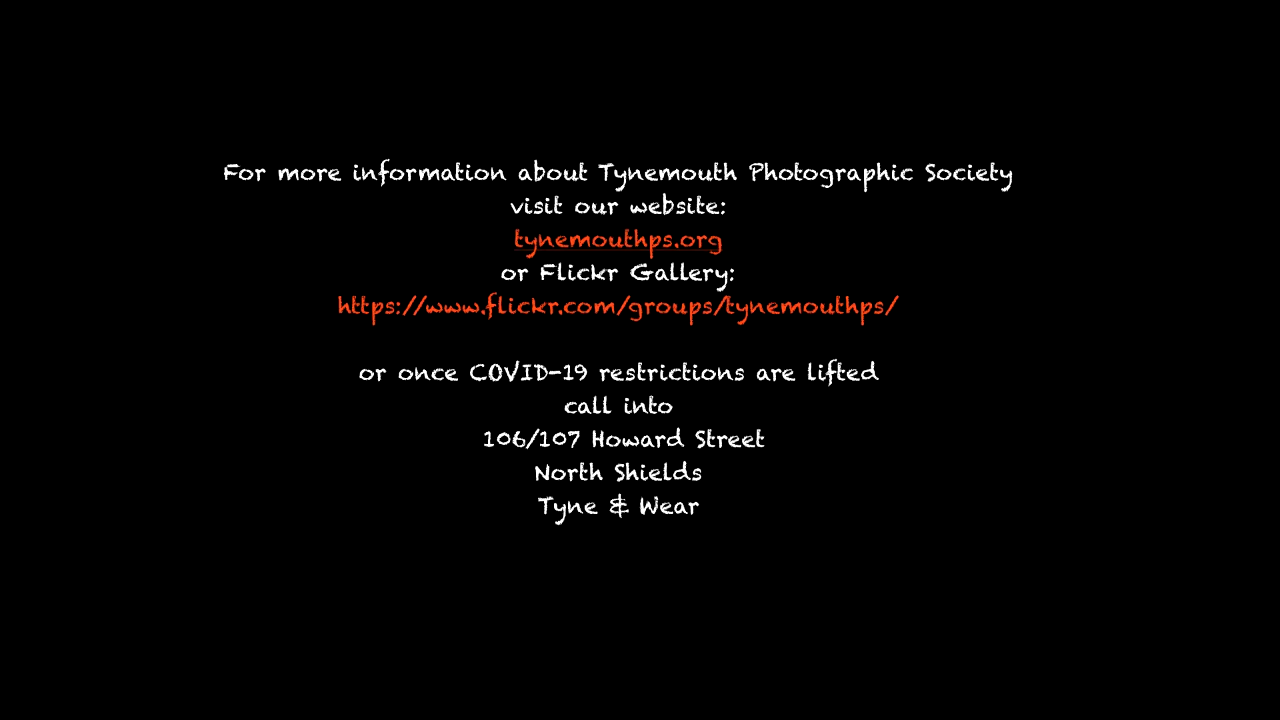 For more information about Tynemouth Photographic Society
visit our website:
tynemouthps.org
or Flickr Gallery:
https://www.flickr.com/groups/tynemouthps/
or once COVID-19 restrictions are lifted
call into
106/107 Howard Street
North Shields
Tyne & Wear